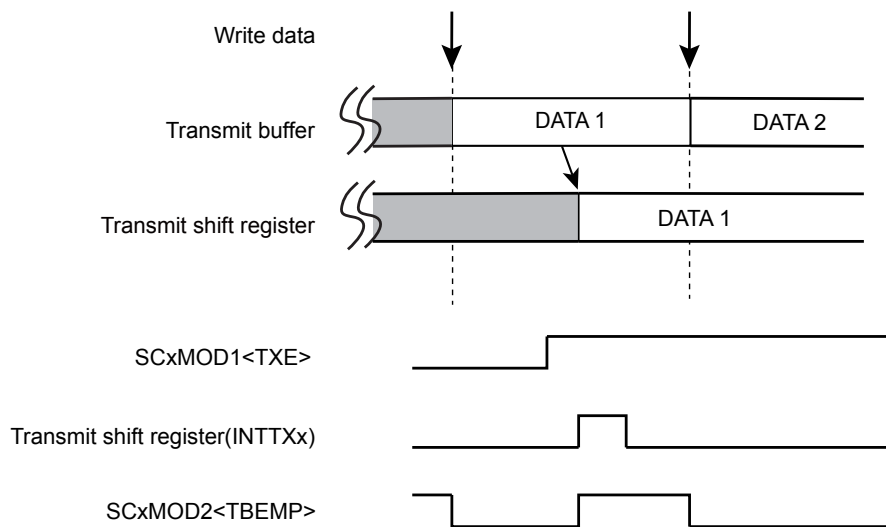 Write data
Transmit buffer
DATA 1
DATA 2
Transmit shift register
DATA 1
SCxMOD1<TXE>
Transmit shift register(INTTXx)
SCxMOD2<TBEMP>